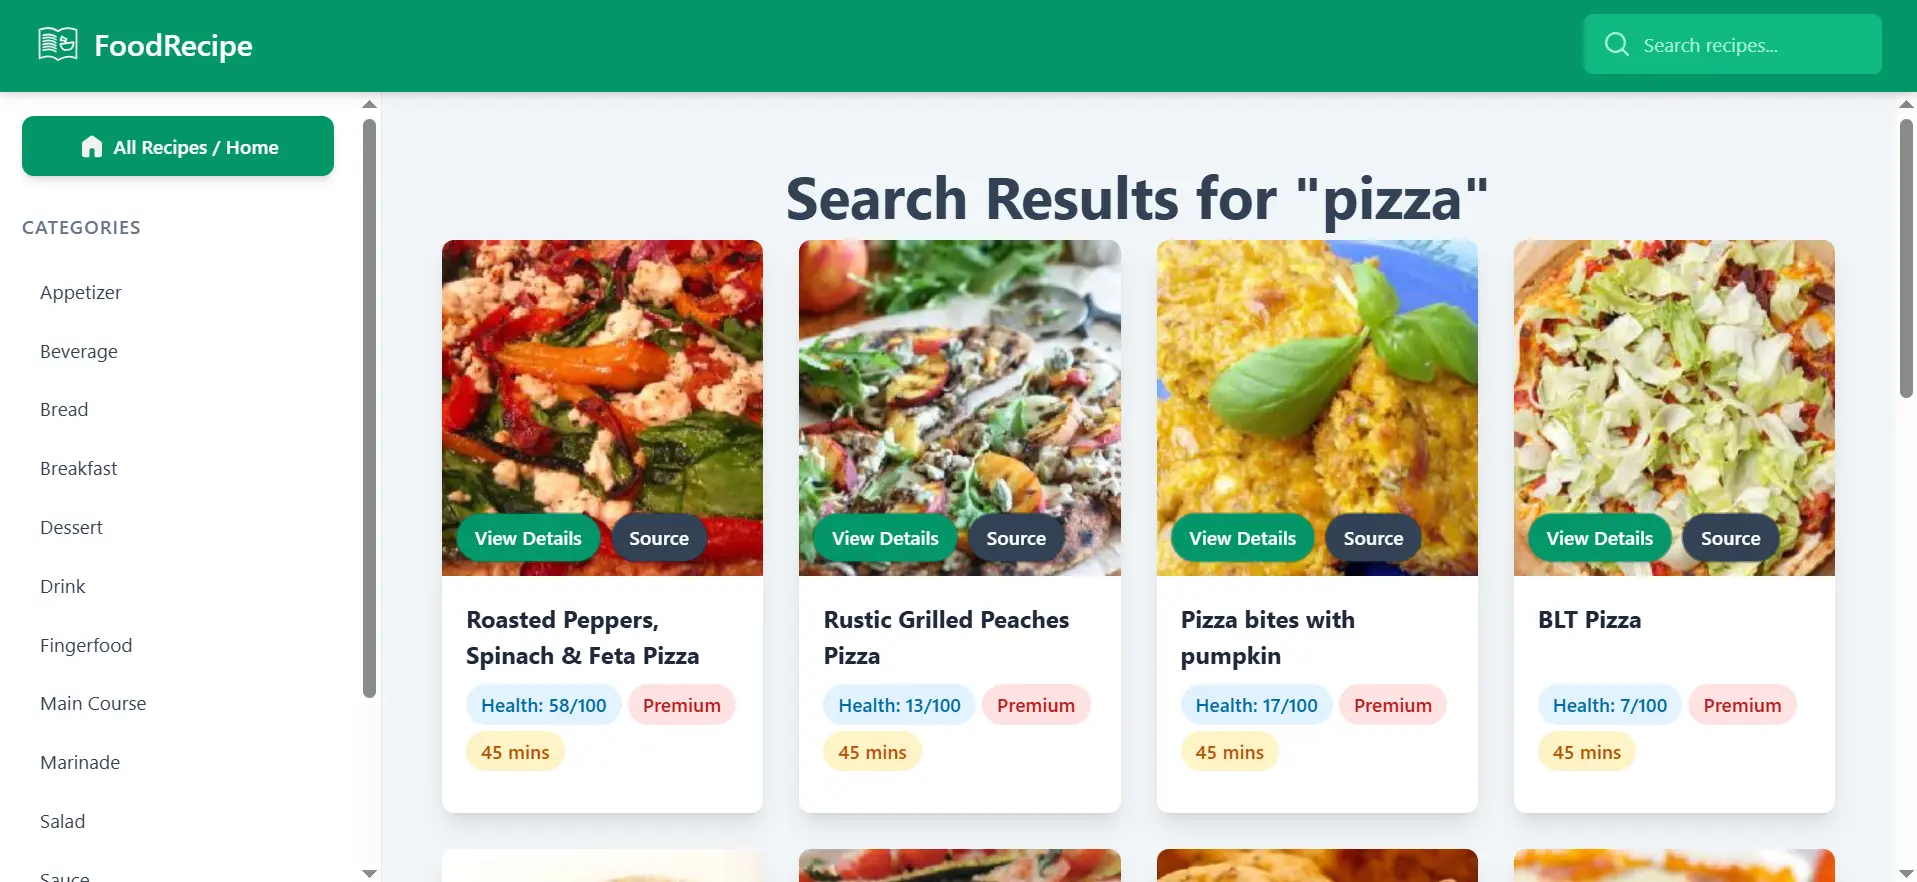 FoodRecipe
Search recipes...
All Recipes / Home
CATEGORIES
Appetizer
Beverage
Bread
Breakfast
Dessert
Drink
Fingerfood
Main Course
Marinade
Salad
Sauce
Search Results for "pizza"
View Details
Source
Roasted Peppers,
Spinach & Feta Pizza
Health: 58/100
Premium
45 mins
View Details
Source
Rustic Grilled Peaches
Pizza
Health: 13/100
Premium
45 mins
View Details
Source
Pizza bites with
pumpkin
Health: 17/100
Premium
45 mins
View Details
Source
BLT Pizza
Health: 7/100
Premium
45 mins